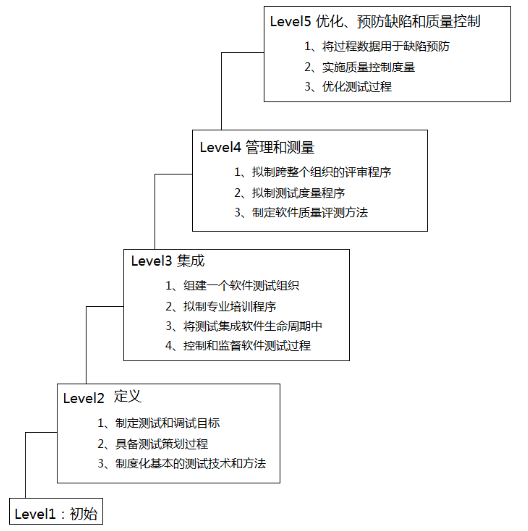 Level5 优化、预防缺陷和质量控制
1、将过程数据用于缺陷预防
2、实施质量控制度量
3、优化测试过程
Level4 管理和测量
1、拟制跨整个组织的评审程序
2、拟制测试度量程序
3、制定软件质量评测方法
Level3 集成
1、组建一个软件测试组织
2、拟制专业培训程序
3、将测试集成软件生命周期中
4、控制和监督软件测试过程
Level2 定义
1、制定测试和调试目标
2、具备测试策划过程
3、制度化基本的测试技术和方法
Level1：初始